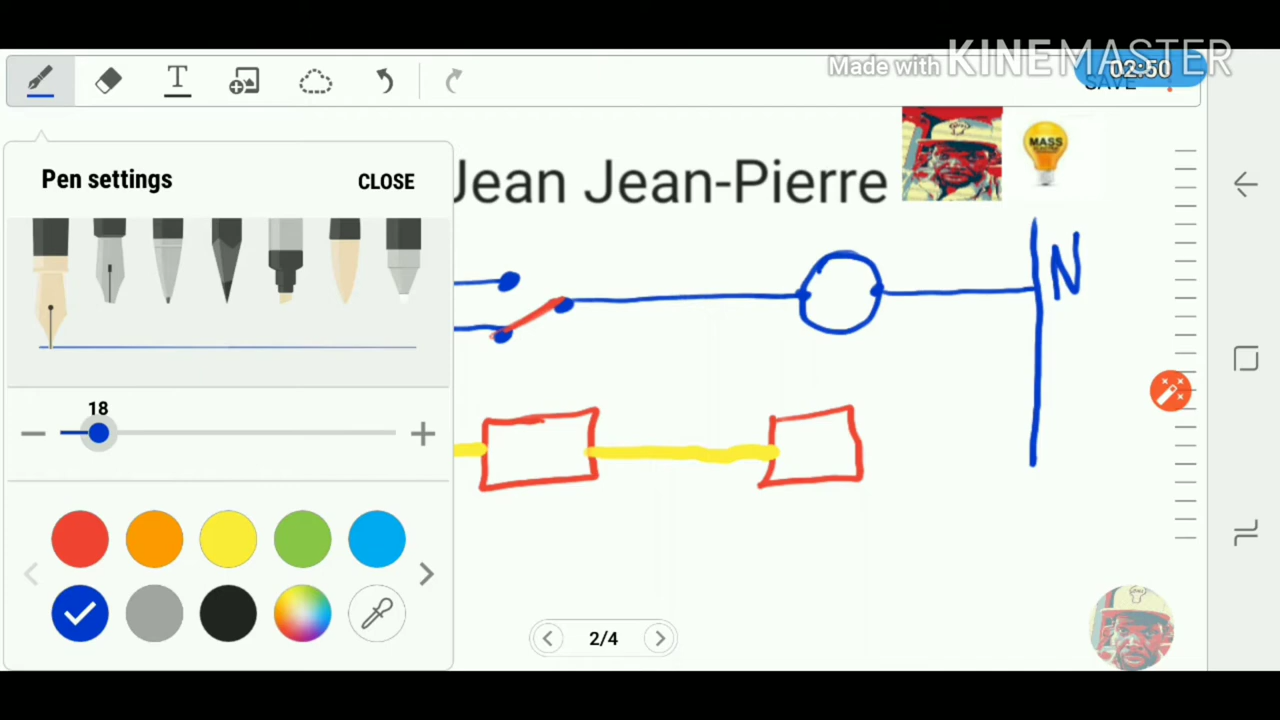 Made with KINEMASTER
02:50
SAVE
T
MASS
Pen settings
CLOSE
Jean Jean-Pierre
N
18
2/4